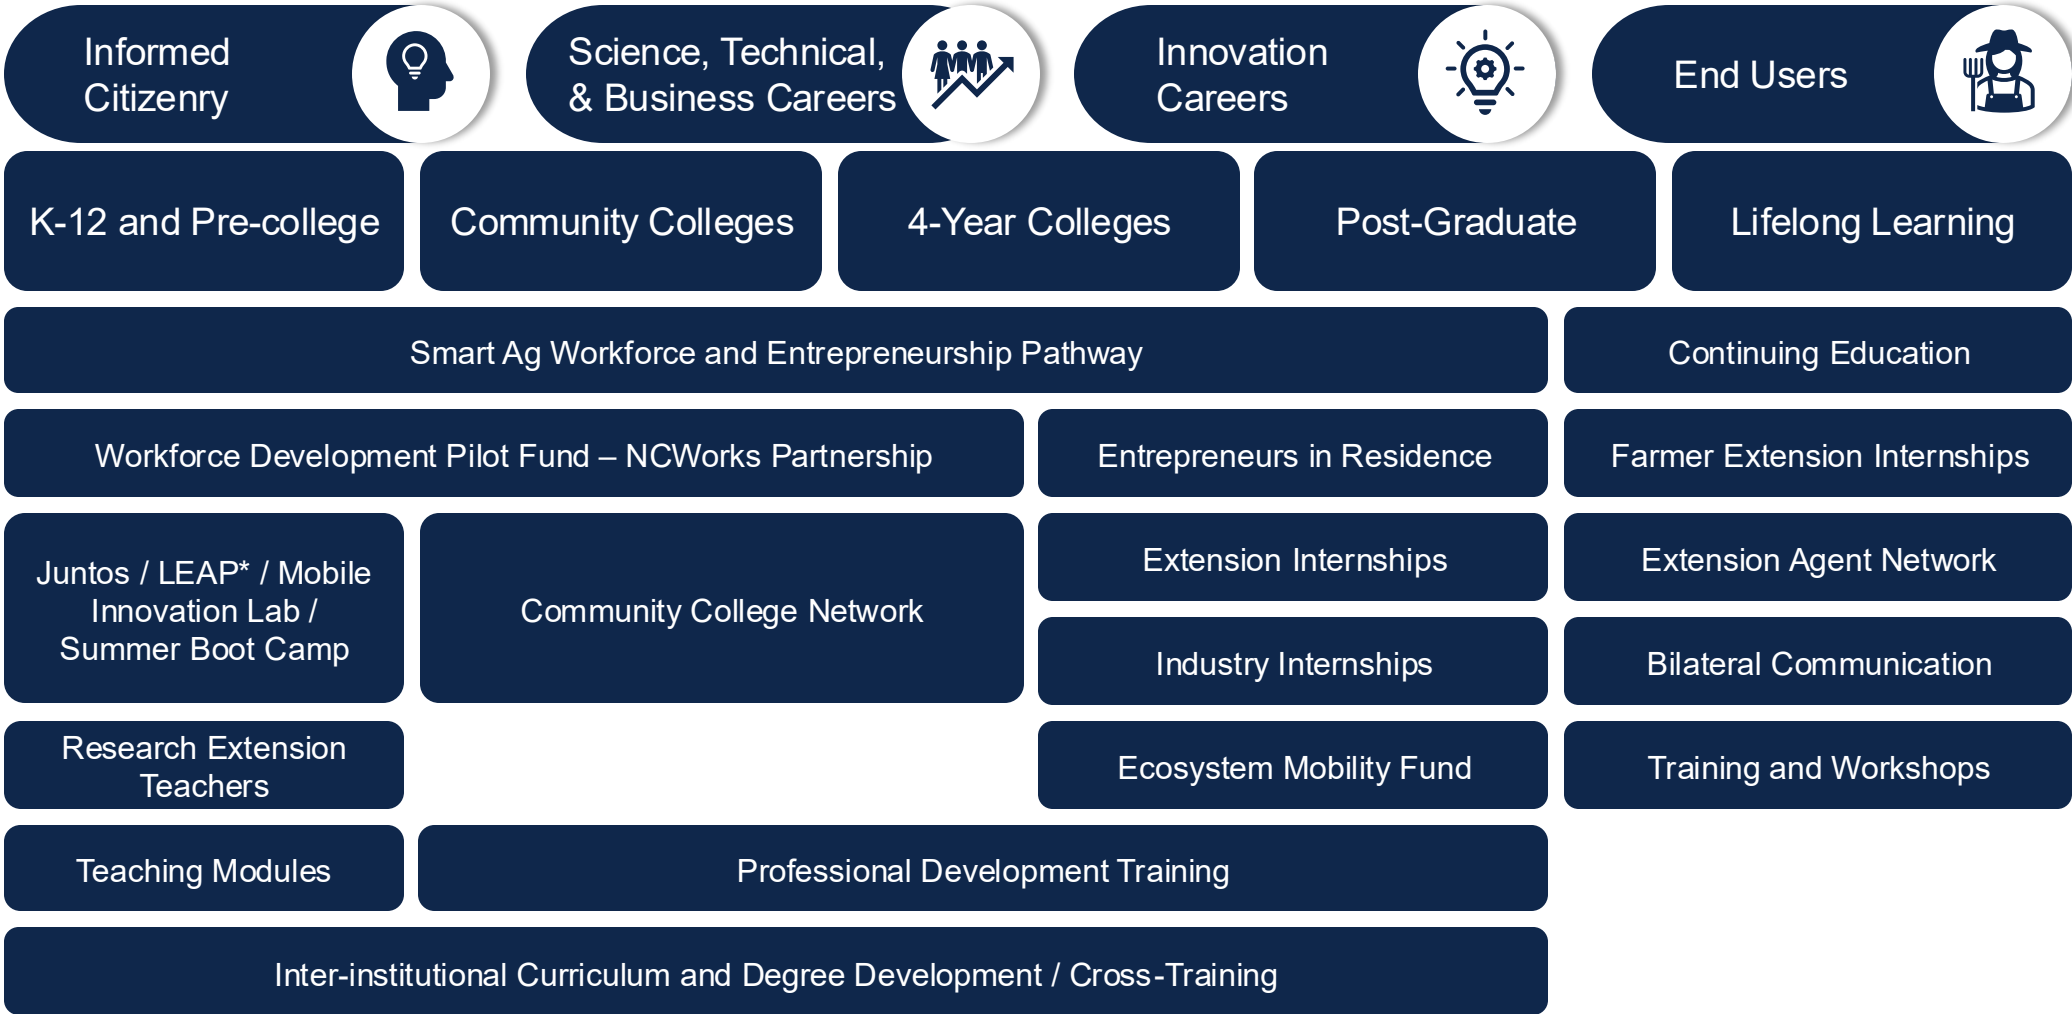 Informed
Citizenry
Science, Technical,
& Business Careers
Innovation
Careers
End Users
K-12 and Pre-college
Community Colleges
4-Year Colleges
Post-Graduate
Lifelong Learning
Smart Ag Workforce and Entrepreneurship Pathway
Continuing Education
Workforce Development Pilot Fund – NCWorks Partnership
Entrepreneurs in Residence
Farmer Extension Internships
Juntos / LEAP* / Mobile
Innovation Lab /
Summer Boot Camp
Community College Network
Extension Internships
Extension Agent Network
Industry Internships
Bilateral Communication
Research Extension
Teachers
Ecosystem Mobility Fund
Training and Workshops
Teaching Modules
Professional Development Training
Inter-institutional Curriculum and Degree Development / Cross-Training